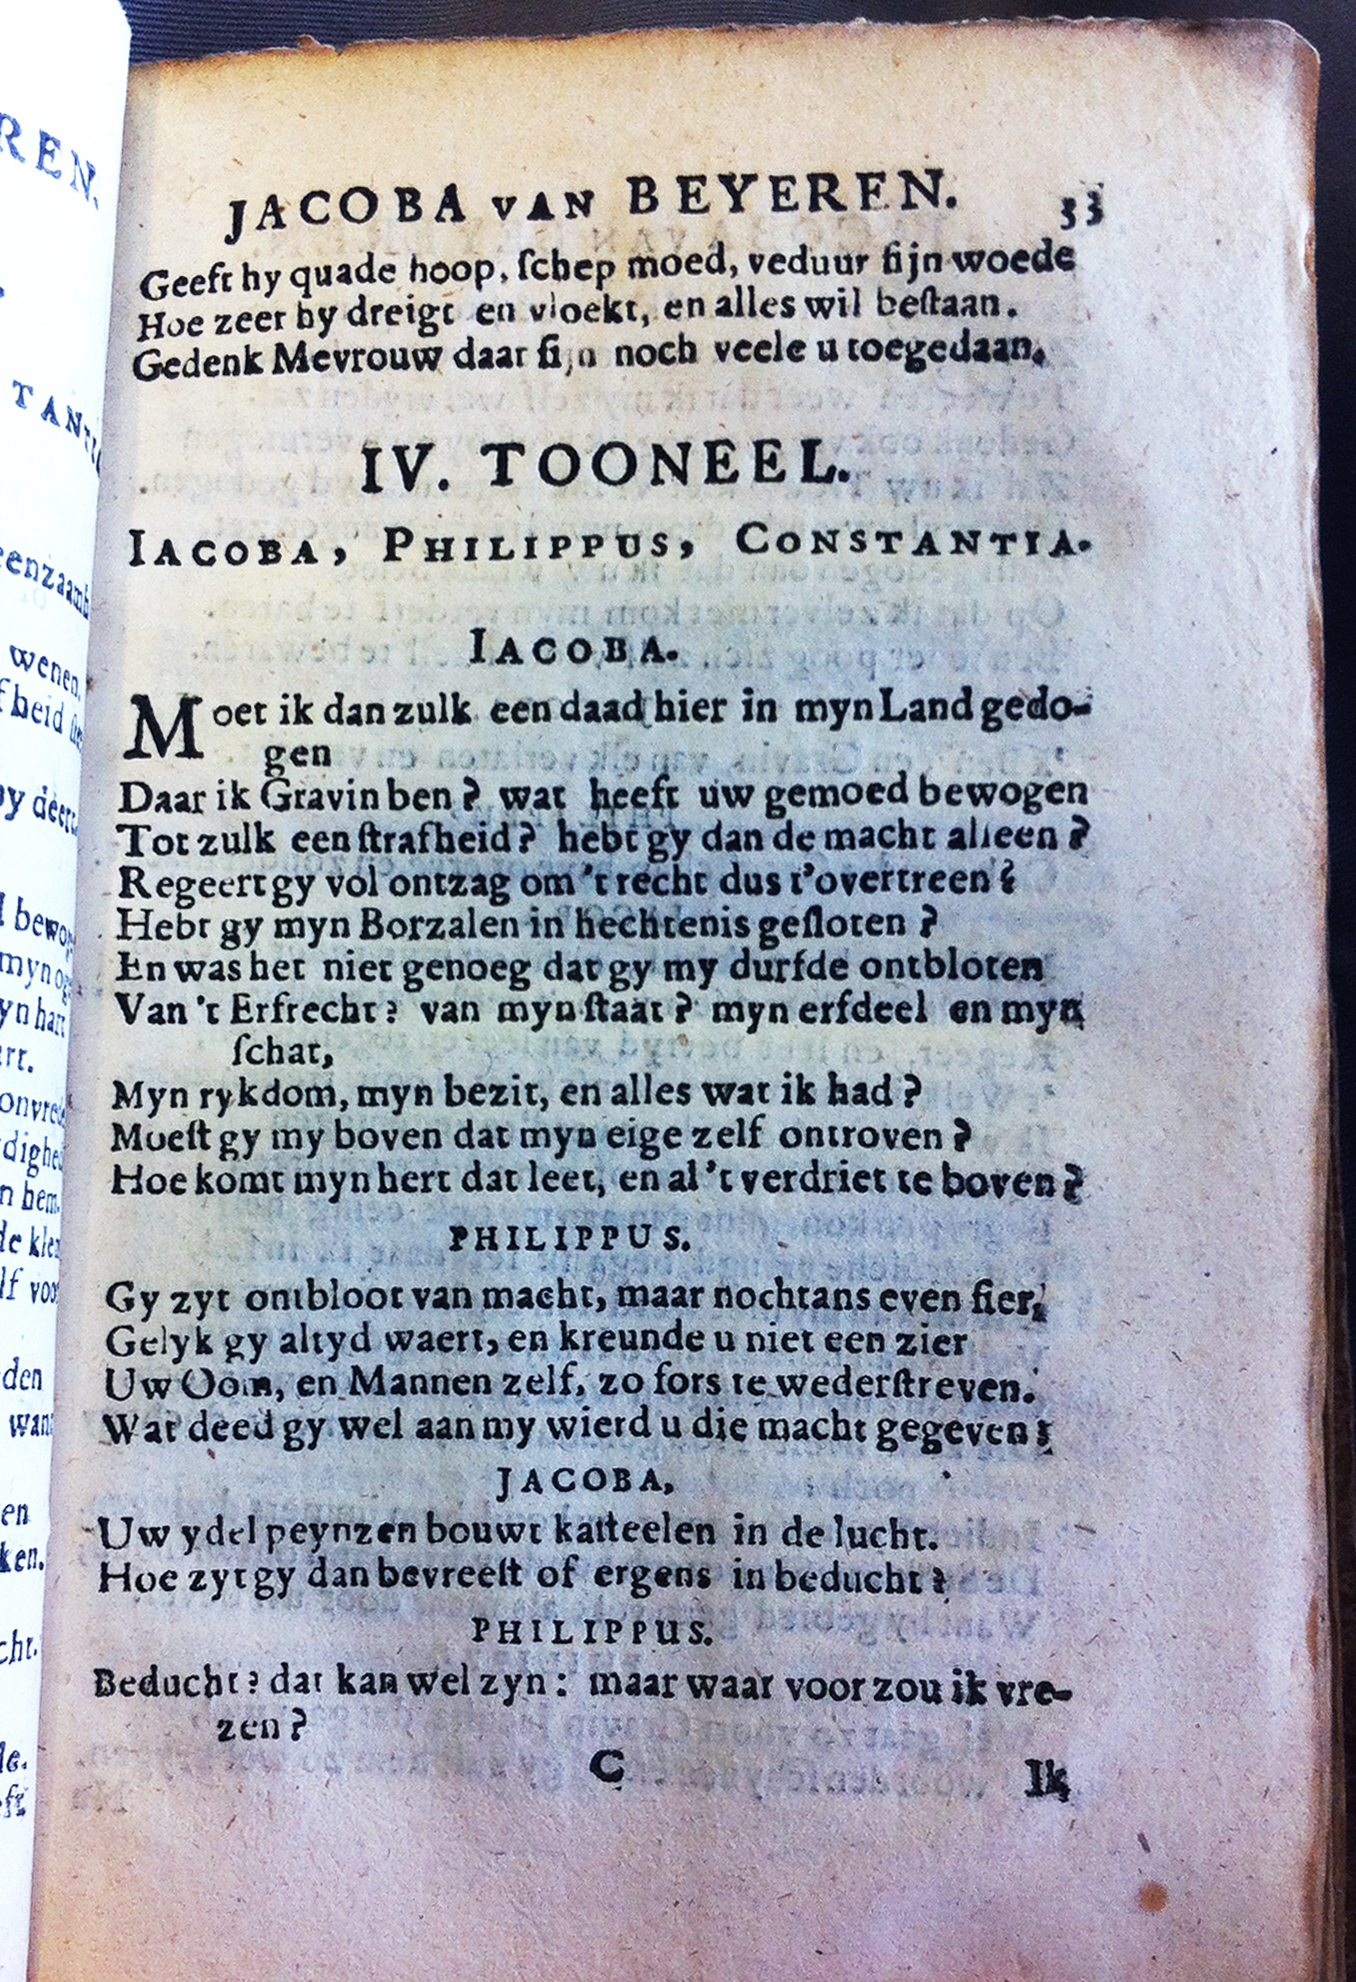 JACOBA VAN BEYEREN. 33
Geeft hy quade hoop, ſchep moed, veduur ſijn woede
Hoe zeer hy dreigt en vloekt, en alles wil beſtaan.
Gedenk Mevrouw daar ſijn noch veele u toegedaan.
IV. TOONEEL.
IACOBA, PHILIPPUS, CONSTANTIA.
IACOBA.
Moet ik dan zulk een daad hier in myn Land gedo-
gen
Daar ik Gravin ben? wat heeft uw gemoed bewogen
Tot zulk een ſtrafheid? hebt gy dan de macht alleen?
Regeert gy vol ontzag om 't recht dus t'overtreen?
Hebt gy myn Borzalen in hechtenis geſloten?
En was het niet genoeg dat gy my durfde ontbloten
Van 't Erfrecht? van myn ſtaat? myn erfdeel en myn
ſchat,
Myn rykdom, myn bezit, en alles wat ik had?
Moeſt gy my boven dat myn eige zelf ontroven?
Hoe komt myn hert dat leet, en al 't verdriet te boven?
PHILIPPUS.
Gy zyt ontbloot van macht, maar nochtans even fier,
Gelyk gy altyd waert, en kreunde u niet een zier
Uw Oom, en Mannen zelf, zo fors te wederſtreven.
Wat deed gy wel aan my wierd u die macht gegeven?
JACOBA,
Uw ydel peynzen bouwt kaſteelen in de lucht.
Hoe zyt gy dan bevreeſt of ergens in beducht?
PHILIPPUS.
Beducht? dat kan wel zyn: maar waar voor zou ik vre-
zen?
C Ik